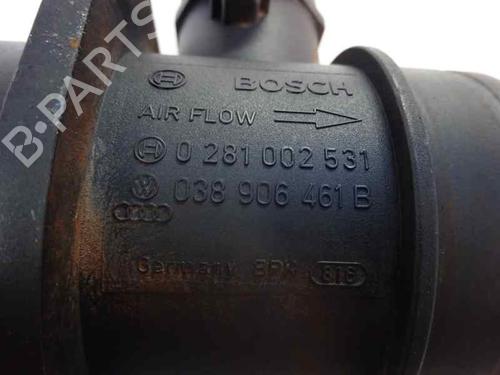 B-PARTS
BOSCH
AIR FLOW
0 281 002 531
038 906 461 B
Germany